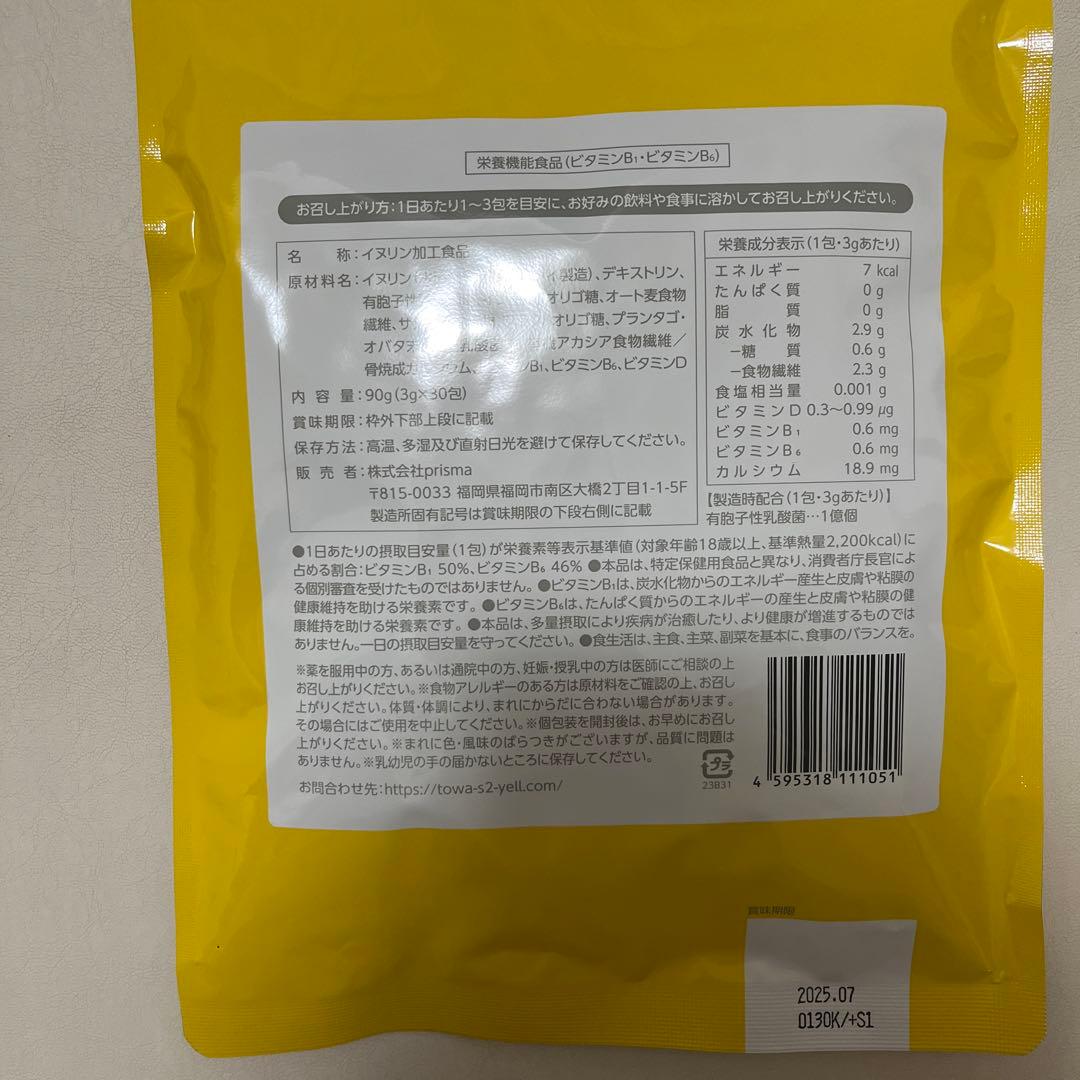 栄養機能食品(ビタミンB₁・ビタミンB₆)
お召し上がり方:1日あたり1〜3包を目安に、お好みの飲料や食事に溶かしてお召し上がりください。
名 称:イヌリン加工食品
原材料名:イヌリン 製造)、デキストリン、
有胞子性 オリゴ糖、オート麦食物
繊維、 オリゴ糖、プランタゴ・
オバタ 乳酸菌 アカシア食物繊維/
骨焼成カルシウム、ビタミンB₁、ビタミンB₆、ビタミンD
内 容 量:90g(3g×30包)
賞味期限:枠外下部上段に記載
保存方法:高温、多湿及び直射日光を避けて保存してください。
販 売 者:株式会社prisma
〒815-0033 福岡県福岡市南区大橋2丁目1-1-5F
製造所固有記号は賞味期限の下段右側に記載
栄養成分表示(1包・3gあたり)
エネルギー 7 kcal
たんぱく質 0 g
脂 質 0 g
炭水化物 2.9 g
−糖 質 0.6 g
−食物繊維 2.3 g
食塩相当量 0.001 g
ビタミンD 0.3〜0.99 μg
ビタミンB₁ 0.6 mg
ビタミンB₆ 0.6 mg
カルシウム 18.9 mg
【製造時配合(1包・3gあたり)】
有胞子性乳酸菌…1億個
●1日あたりの摂取目安量(1包)が栄養素等表示基準値(対象年齢18歳以上、基準熱量2,200kcal)に
占める割合:ビタミンB₁ 50%、ビタミンB₆ 46% ●本品は、特定保健用食品と異なり、消費者庁長官によ
る個別審査を受けたものではありません。●ビタミンB₁は、炭水化物からのエネルギー産生と皮膚や粘膜の
健康維持を助ける栄養素です。●ビタミンB₆は、たんぱく質からのエネルギーの産生と皮膚や粘膜の健
康維持を助ける栄養素です。●本品は、多量摂取により疾病が治癒したり、より健康が増進するものでは
ありません。一日の摂取目安量を守ってください。●食生活は、主食、主菜、副菜を基本に、食事のバランスを。
※薬を服用中の方、あるいは通院中の方、妊娠・授乳中の方は医師にご相談の上
お召し上がりください。※食物アレルギーのある方は原材料をご確認の上、お召し
上がりください。体質・体調により、まれにからだに合わない場合があります。
その場合にはご使用を中止してください。※個包装を開封後は、お早めにお召し
上がりください。※まれに色・風味のばらつきがございますが、品質に問題は
ありません。※乳幼児の手の届かないところに保存してください。
お問合わせ先:https://towa-s2-yell.com/
プラ
23B31
4 595318 111051
賞味期限
2025.07
0130K/+S1